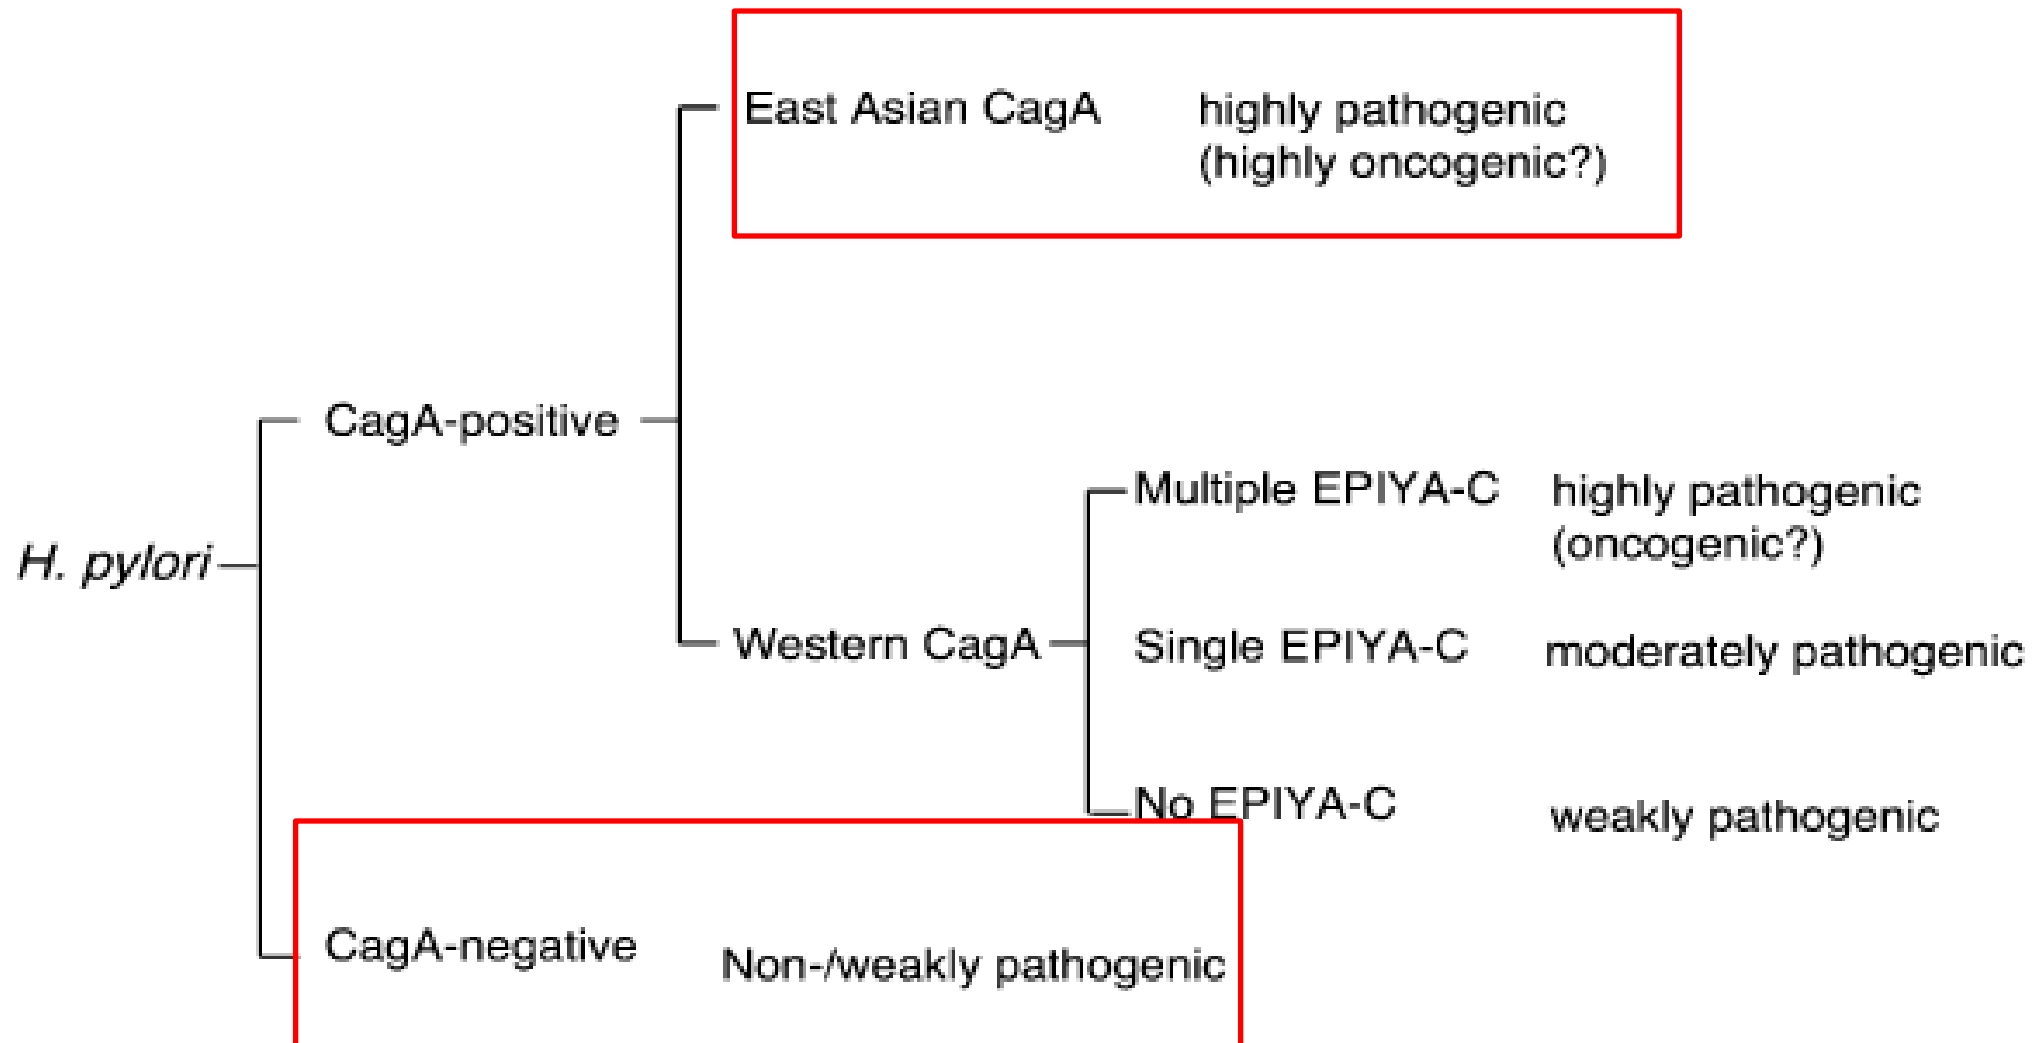 East Asian CagA highly pathogenic
(highly oncogenic?)
CagA-positive
Multiple EPIYA-C highly pathogenic
(oncogenic?)
H. pylori
Western CagA Single EPIYA-C moderately pathogenic
No EPIYA-C weakly pathogenic
CagA-negative Non-/weakly pathogenic